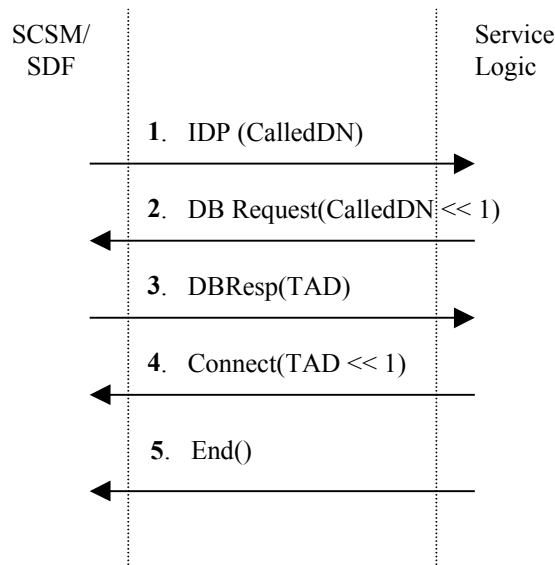 SCSM/
SDF
Service
Logic
1. IDP (CalledDN)
2. DB Request(CalledDN << 1)
3. DBResp(TAD)
4. Connect(TAD << 1)
5. End()